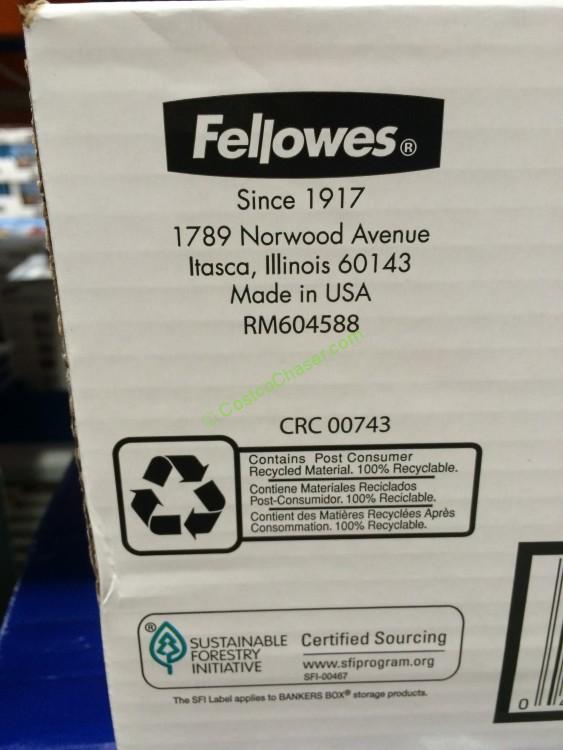 Fellowes®
Since 1917
1789 Norwood Avenue
Itasca, Illinois 60143
Made in USA
RM604588
© CostcoChaser.com
CRC 00743
Contains Post Consumer
Recycled Material. 100% Recyclable.
Contiene Materiales Reciclados
Post-Consumidor. 100% Reciclable.
Contient des Matières Recyclées Après
Consommation. 100% Recyclable.
® SUSTAINABLE
FORESTRY
INITIATIVE
Certified Sourcing
www.sfiprogram.org
SFI-00467
The SFI Label applies to BANKERS BOX® storage products.
0